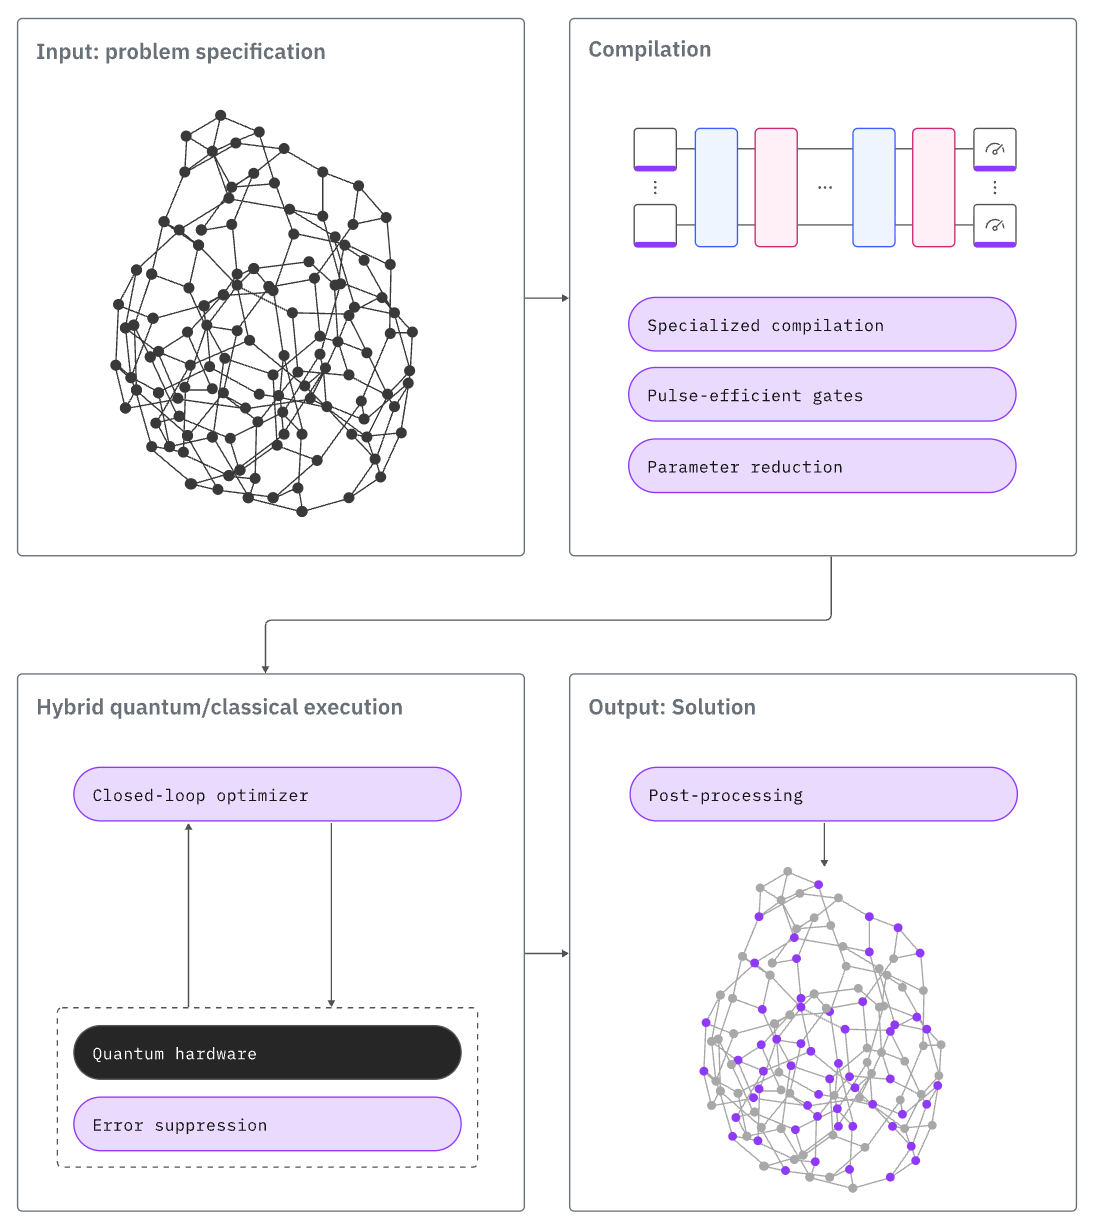 Input: problem specification
Compilation
...
Specialized compilation
Pulse-efficient gates
Parameter reduction
Hybrid quantum/classical execution
Closed-loop optimizer
Quantum hardware
Error suppression
Output: Solution
Post-processing